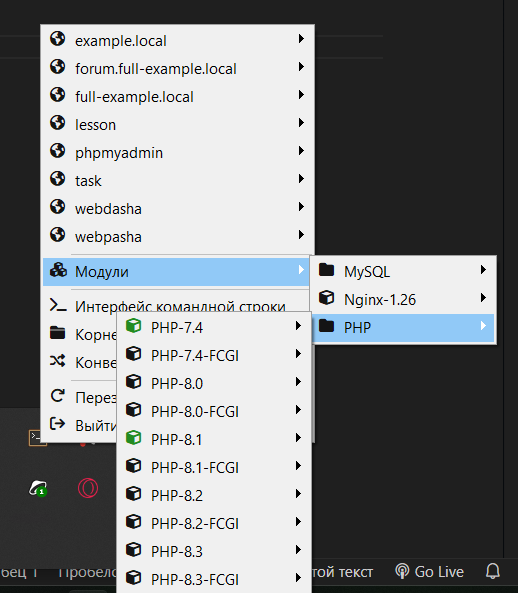 example.local
forum.full-example.local
full-example.local
lesson
phpmyadmin
task
webdasha
webpasha
Модули
MySQL
Nginx-1.26
PHP
Интерфейс командной строки
Корне
Конве
Перез
Выйти
PHP-7.4
PHP-7.4-FCGI
PHP-8.0
PHP-8.0-FCGI
PHP-8.1
PHP-8.1-FCGI
PHP-8.2
PHP-8.2-FCGI
PHP-8.3
PHP-8.3-FCGI
1
бец 1 Пробело той текст Go Live